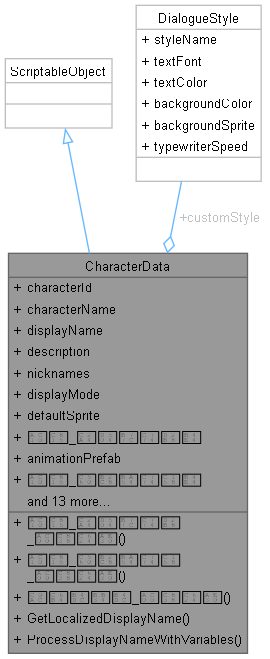 DialogueStyle
+ styleName
+ textFont
+ textColor
+ backgroundColor
+ backgroundSprite
+ typewriterSpeed
ScriptableObject
+customStyle
CharacterData
+ characterId
+ characterName
+ displayName
+ description
+ nicknames
+ displayMode
+ defaultSprite
+
+ animationPrefab
+
and 13 more...
+
_ ()
+
_ ()
+ _ ()
+ GetLocalizedDisplayName()
+ ProcessDisplayNameWithVariables()